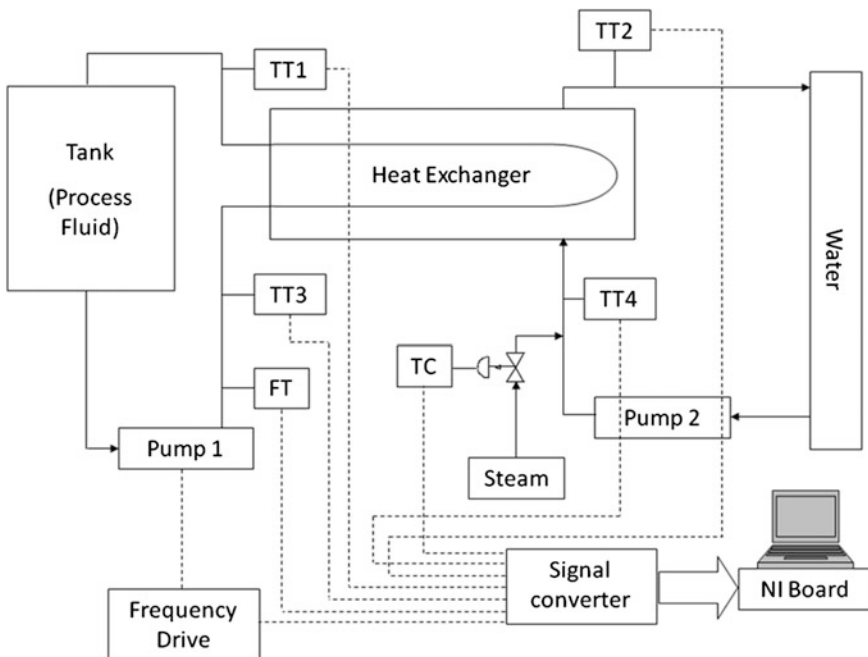 TT2
TT1
Tank
(Process
Fluid)
Heat Exchanger
Water
TT3
TT4
TC
FT
Pump 2
Pump 1
Steam
Signal
converter
NI Board
Frequency
Drive